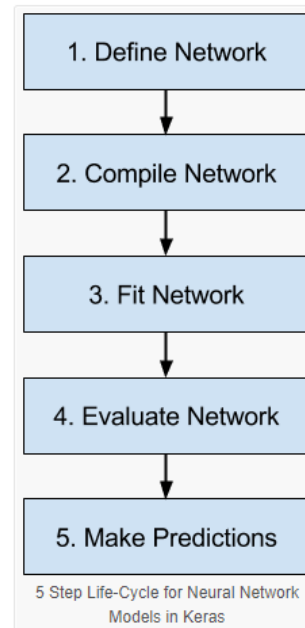 1. Define Network
2. Compile Network
3. Fit Network
4. Evaluate Network
5. Make Predictions
5 Step Life-Cycle for Neural Network
Models in Keras